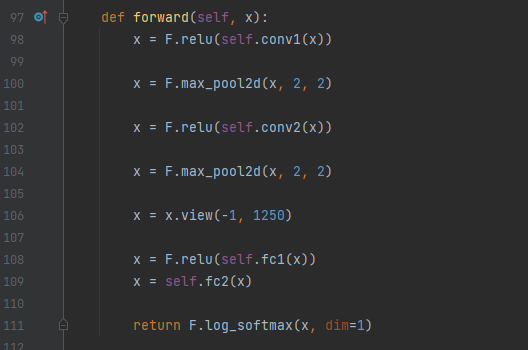 97 def forward(self, x):
98 x = F.relu(self.conv1(x))
99
100 x = F.max_pool2d(x, 2, 2)
101
102 x = F.relu(self.conv2(x))
103
104 x = F.max_pool2d(x, 2, 2)
105
106 x = x.view(-1, 1250)
107
108 x = F.relu(self.fc1(x))
109 x = self.fc2(x)
110
111 return F.log_softmax(x, dim=1)
112